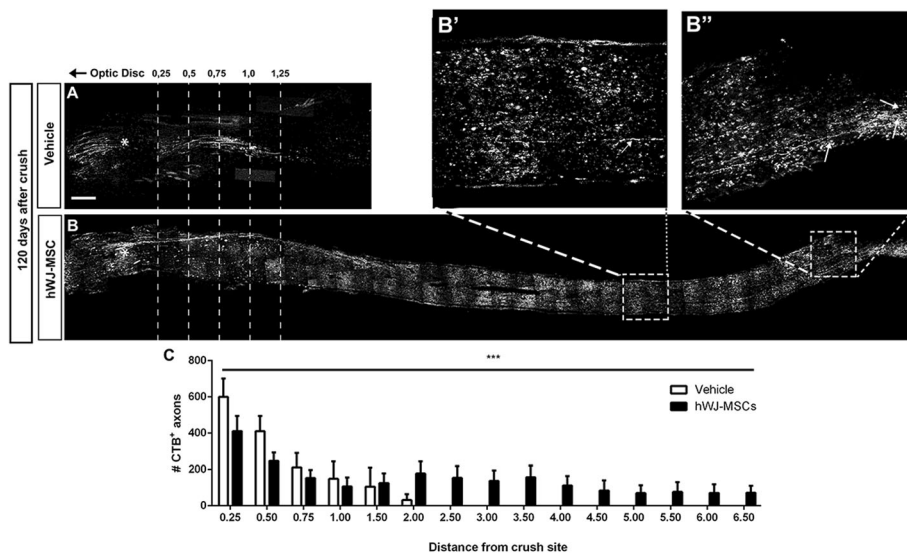 B’
B’’
← Optic Disc 0,25 0,5 0,75 1,0 1,25
120 days after crush
Vehicle
A
*
hWJ-MSC
B
C
***
800
600
400
200
0
# CTB+ axons
Vehicle
hWJ-MSCs
0.25 0.50 0.75 1.00 1.50 2.00 2.50 3.00 3.50 4.00 4.50 5.00 5.50 6.00 6.50
Distance from crush site